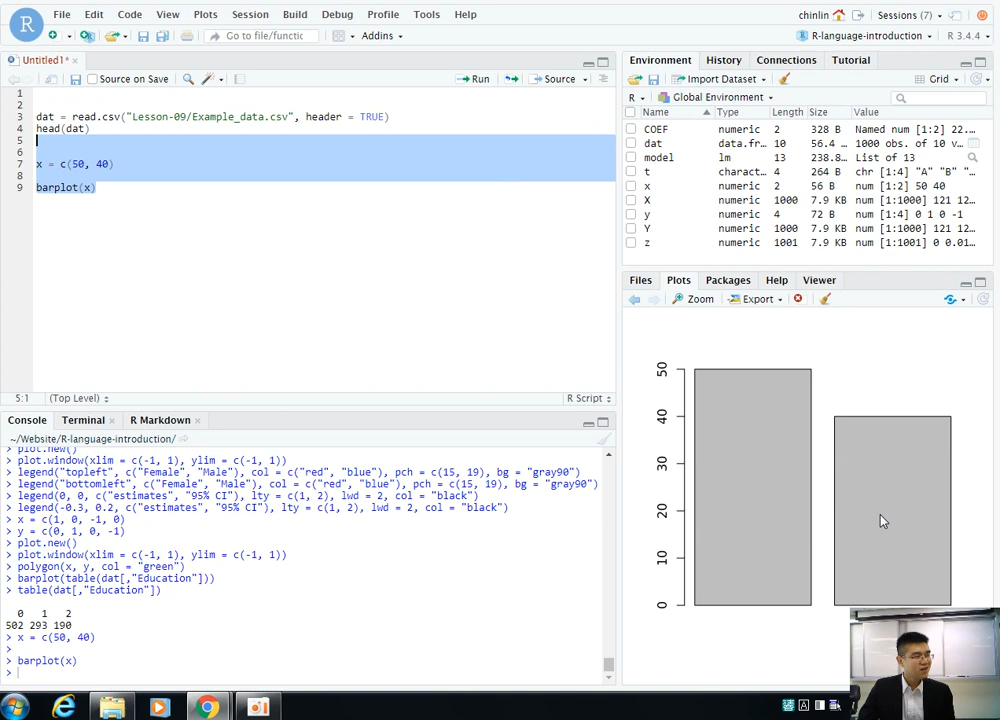 R
File Edit Code View Plots Session Build Debug Profile Tools Help
chinlin Sessions (7)
Go to file/functic Addins
R-language-introduction R 3.4.4
Untitled1*
Source on Save Run Source
1
2
3 dat = read.csv("Lesson-09/Example_data.csv", header = TRUE)
4 head(dat)
5
6
7 x = c(50, 40)
8
9 barplot(x)
5:1 (Top Level) R Script
Console Terminal R Markdown
~/Website/R-language-introduction/
> plot.new()
> plot.window(xlim = c(-1, 1), ylim = c(-1, 1))
> legend("topleft", c("Female", "Male"), col = c("red", "blue"), pch = c(15, 19), bg = "gray90")
> legend("bottomleft", c("Female", "Male"), col = c("red", "blue"), pch = c(15, 19), bg = "gray90")
> legend(0, 0, c("estimates", "95% CI"), lty = c(1, 2), lwd = 2, col = "black")
> legend(-0.3, 0.2, c("estimates", "95% CI"), lty = c(1, 2), lwd = 2, col = "black")
> x = c(1, 0, -1, 0)
> y = c(0, 1, 0, -1)
> plot.new()
> plot.window(xlim = c(-1, 1), ylim = c(-1, 1))
> polygon(x, y, col = "green")
> barplot(table(dat[,"Education"]))
> table(dat[,"Education"])
0 1 2
502 293 190
> x = c(50, 40)
>
> barplot(x)
>
Environment History Connections Tutorial
Import Dataset Grid
R Global Environment
Name Type Length Size Value
COEF numeric 2 328 B Named num [1:2] 22.…
dat data.fr… 10 56.4 … 1000 obs. of 10 v…
model lm 13 238.8… List of 13
t charact… 4 264 B chr [1:4] "A" "B" "…
x numeric 2 56 B num [1:2] 50 40
X numeric 1000 7.9 KB num [1:1000] 121 12…
y numeric 4 72 B num [1:4] 0 1 0 -1
Y numeric 1000 7.9 KB num [1:1000] 121 12…
z numeric 1001 7.9 KB num [1:1001] 0 0.01…
Files Plots Packages Help Viewer
Zoom Export
50
40
30
20
10
0